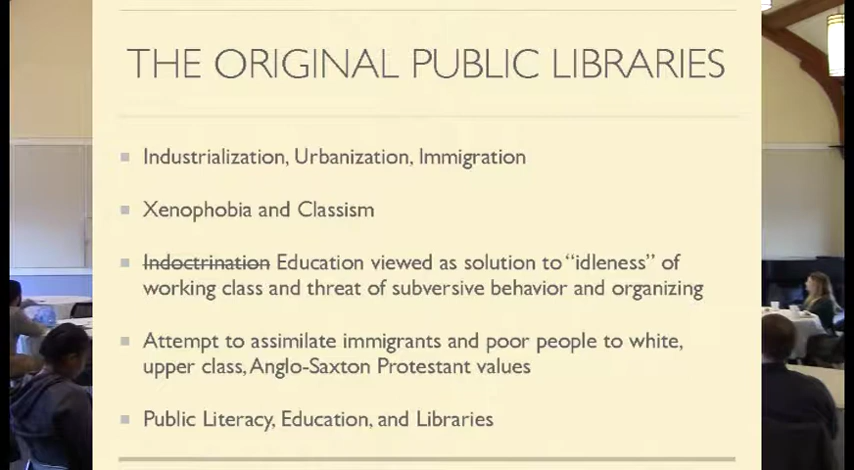 THE ORIGINAL PUBLIC LIBRARIES
Industrialization, Urbanization, Immigration
Xenophobia and Classism
Indoctrination Education viewed as solution to “idleness” of
working class and threat of subversive behavior and organizing
Attempt to assimilate immigrants and poor people to white,
upper class, Anglo-Saxton Protestant values
Public Literacy, Education, and Libraries